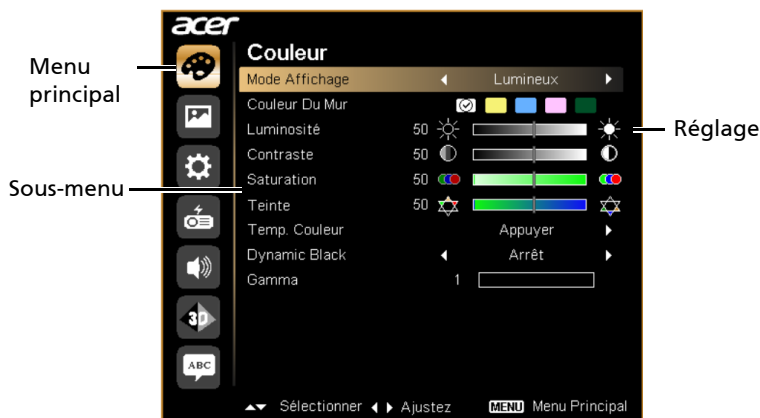 acer
Couleur
Menu
principal
Mode Affichage Lumineux
Couleur Du Mur
Luminosité 50
Réglage
Contraste 50
Sous-menu
Saturation 50
Teinte 50
Temp. Couleur Appuyer
Dynamic Black Arrêt
Gamma 1
3D
ABC
Sélectionner Ajustez MENU Menu Principal